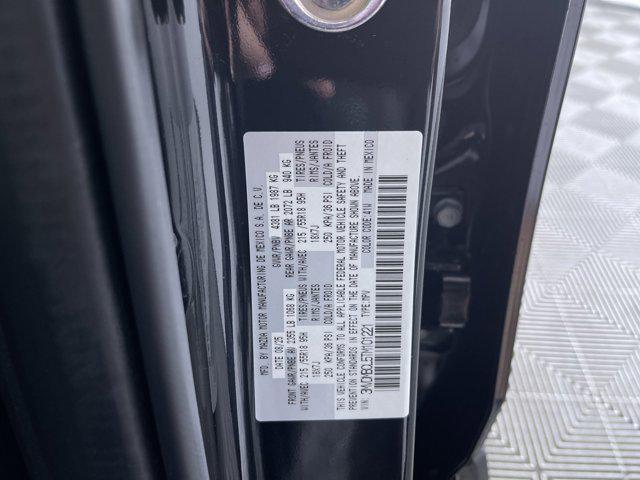 MFD. BY MAZDA MOTOR MANUFACTURING DE MEXICO S.A. DE C.V.
DATE 08/25 GVWR/PNBV 4381 LB 1987 KG
FRONT GAWR/PNBE AV 2355 LB 1068 KG REAR GAWR/PNBE AR 2072 LB 940 KG
WITH/AVEC 215 /55R18 95H TIRES/PNEUS WITH/AVEC 215 /55R18 95H TIRES/PNEUS
18X7J RIMS/JANTES 18X7J RIMS/JANTES
250 KPA/36 PSI COLD/A FROID 250 KPA/36 PSI COLD/A FROID
THIS VEHICLE CONFORMS TO ALL APPLICABLE FEDERAL MOTOR VEHICLE SAFETY AND THEFT
PREVENTION STANDARDS IN EFFECT ON THE DATE OF MANUFACTURE SHOWN ABOVE.
VIN: TYPE:MPV COLOR CODE:41W MADE IN MEXICO